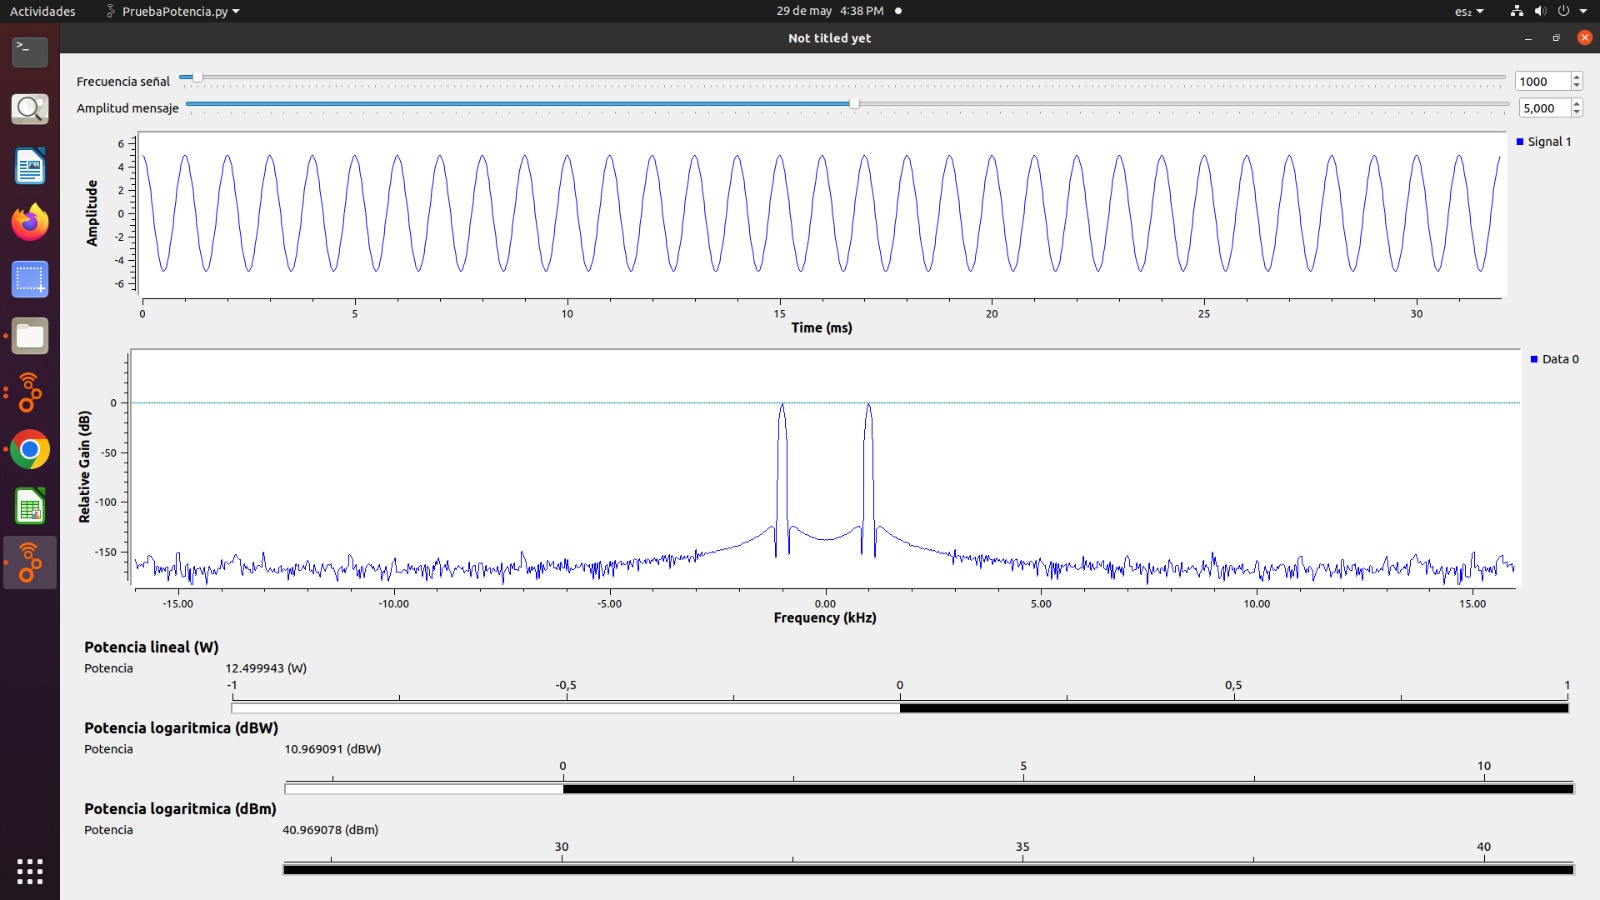 Actividades PruebaPotencia.py 29 de may 4:38 PM es₂
Not titled yet
Frecuencia señal 1000
Amplitud mensaje 5,000
Signal 1
Amplitude
6
4
2
0
-2
-4
-6
0 5 10 15 20 25 30
Time (ms)
Data 0
Relative Gain (dB)
0
-50
-100
-150
-15.00 -10.00 -5.00 0.00 5.00 10.00 15.00
Frequency (kHz)
Potencia lineal (W)
Potencia 12.499943 (W)
-1 -0,5 0 0,5 1
Potencia logaritmica (dBW)
Potencia 10.969091 (dBW)
0 5 10
Potencia logaritmica (dBm)
Potencia 40.969078 (dBm)
30 35 40